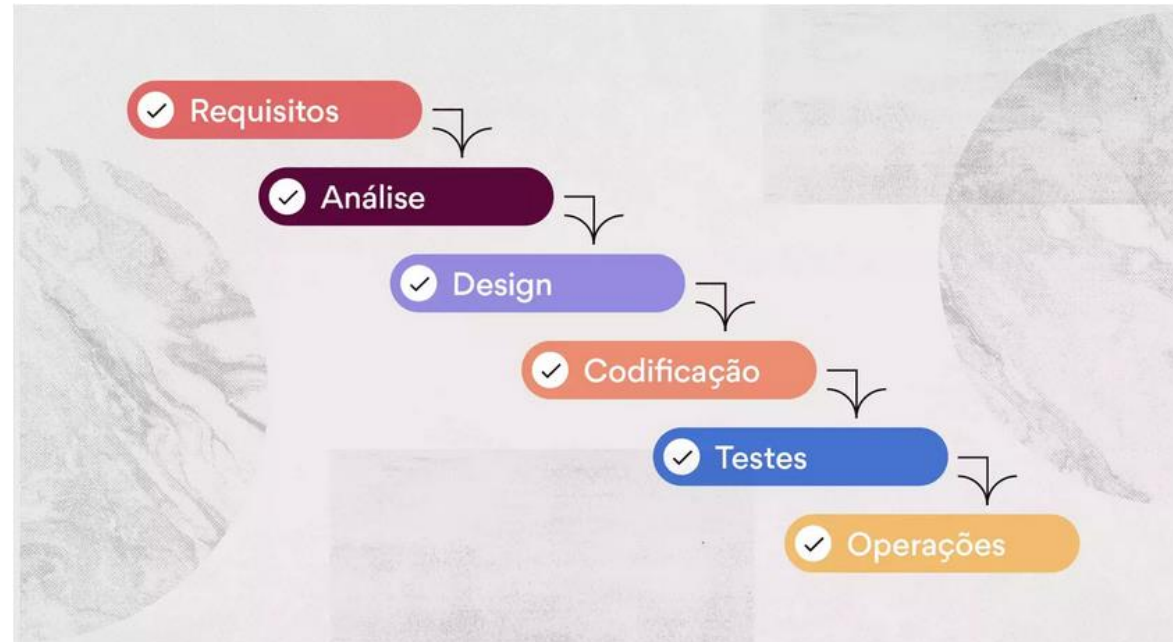 Requisitos
Análise
Design
Codificação
Testes
Operações